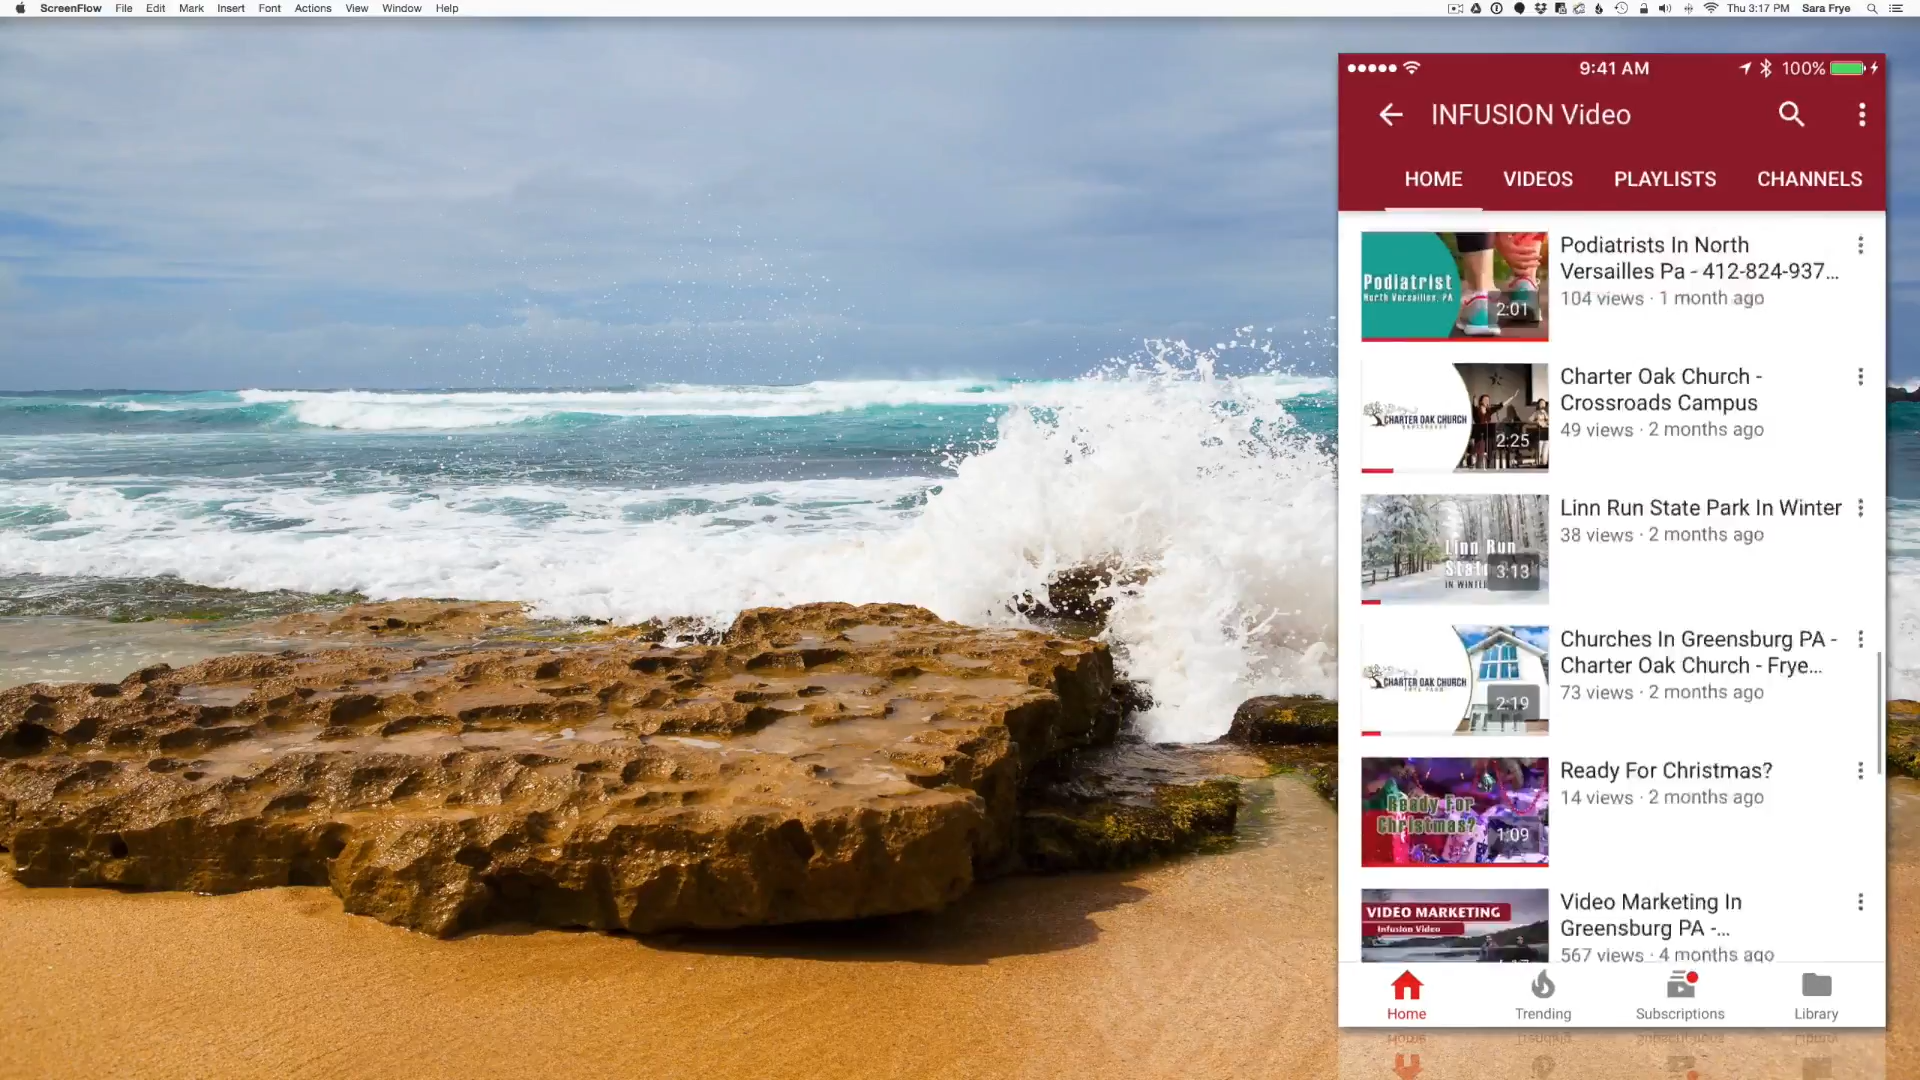 ScreenFlow File Edit Mark Insert Font Actions View Window Help
Thu 3:17 PM Sara Frye
9:41 AM 100%
INFUSION Video
HOME VIDEOS PLAYLISTS CHANNELS
Podiatrist
North Versailles, PA
2:01
Podiatrists In North
Versailles Pa - 412-824-937...
104 views · 1 month ago
CHARTER OAK CHURCH
2:25
Charter Oak Church -
Crossroads Campus
49 views · 2 months ago
Linn Run
State
IN WINTER
3:13
Linn Run State Park In Winter
38 views · 2 months ago
CHARTER OAK CHURCH
FRYE FARM
2:19
Churches In Greensburg PA -
Charter Oak Church - Frye...
73 views · 2 months ago
Ready For
Christmas?
1:09
Ready For Christmas?
14 views · 2 months ago
VIDEO MARKETING
Infusion Video
Video Marketing In
Greensburg PA -...
567 views · 4 months ago
Home Trending Subscriptions Library